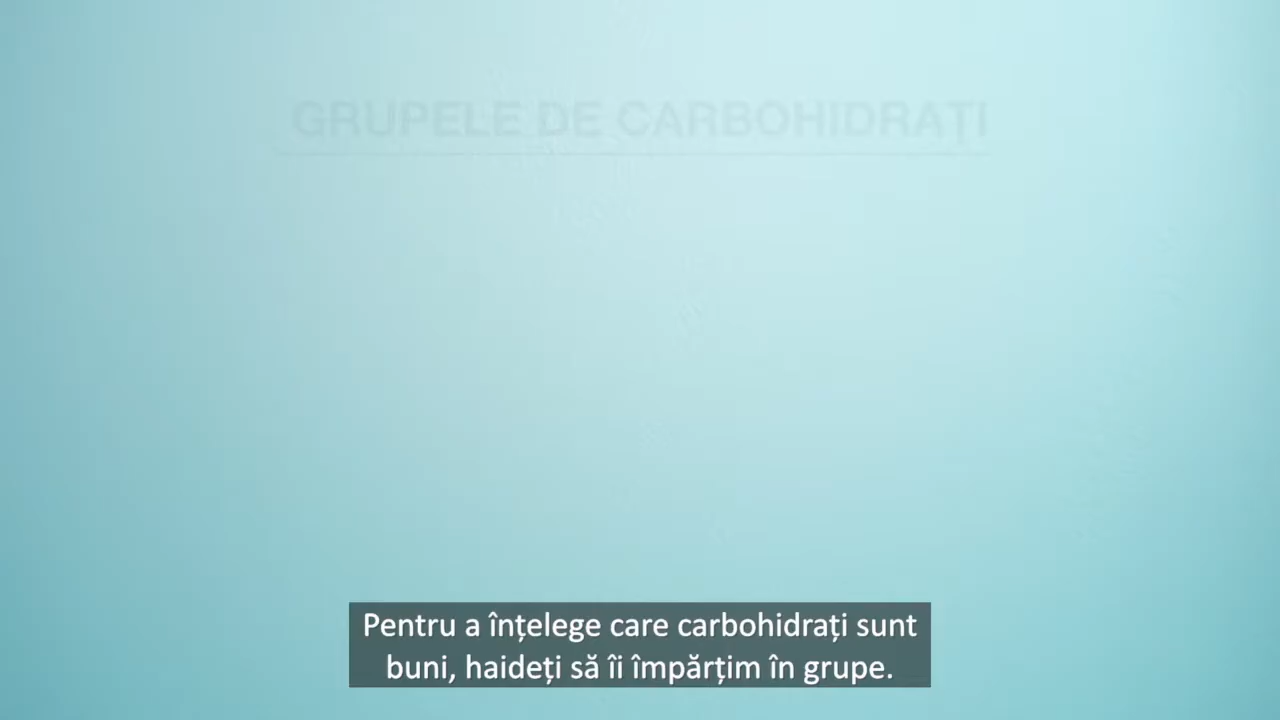 GRUPELE DE CARBOHIDRAȚI
Pentru a înțelege care carbohidrați sunt
buni, haideți să îi împărțim în grupe.